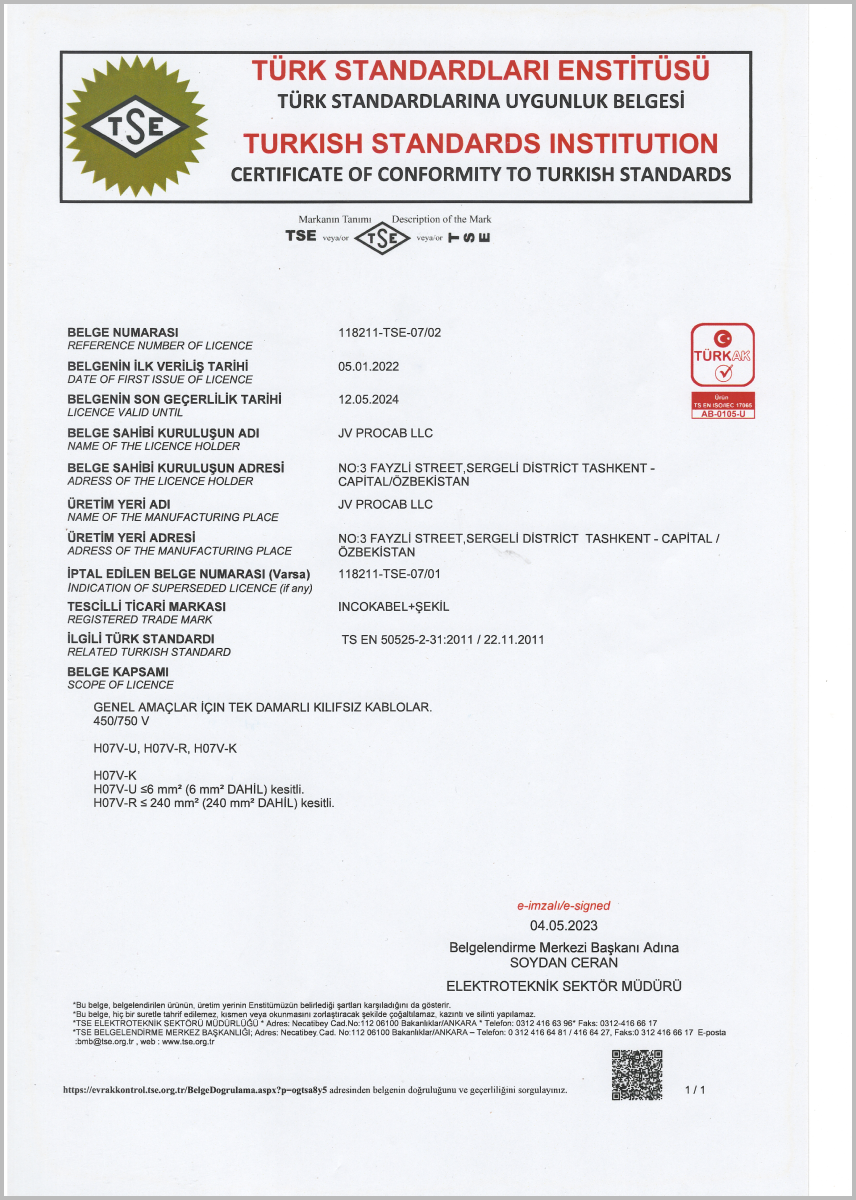 TÜRK STANDARDLARI ENSTİTÜSÜ
TÜRK STANDARDLARINA UYGUNLUK BELGESİ
TURKISH STANDARDS INSTITUTION
CERTIFICATE OF CONFORMITY TO TURKISH STANDARDS
TSE
Markanın Tanımı Description of the Mark
TSE veya/or TSE veya/or TSE
BELGE NUMARASI 118211-TSE-07/02
REFERENCE NUMBER OF LICENCE
BELGENİN İLK VERİLİŞ TARİHİ 05.01.2022
DATE OF FIRST ISSUE OF LICENCE
BELGENİN SON GEÇERLİLİK TARİHİ 12.05.2024
LICENCE VALID UNTIL
BELGE SAHİBİ KURULUŞUN ADI JV PROCAB LLC
NAME OF THE LICENCE HOLDER
BELGE SAHİBİ KURULUŞUN ADRESİ NO:3 FAYZLİ STREET,SERGELİ DİSTRİCT TASHKENT -
ADRESS OF THE LICENCE HOLDER CAPİTAL/ÖZBEKİSTAN
ÜRETİM YERİ ADI JV PROCAB LLC
NAME OF THE MANUFACTURING PLACE
ÜRETİM YERİ ADRESİ NO:3 FAYZLİ STREET,SERGELİ DİSTRİCT TASHKENT - CAPİTAL /
ADRESS OF THE MANUFACTURING PLACE ÖZBEKİSTAN
İPTAL EDİLEN BELGE NUMARASI (Varsa) 118211-TSE-07/01
INDICATION OF SUPERSEDED LICENCE (if any)
TESCİLLİ TİCARİ MARKASI INCOKABEL+ŞEKİL
REGISTERED TRADE MARK
İLGİLİ TÜRK STANDARDI TS EN 50525-2-31:2011 / 22.11.2011
RELATED TURKISH STANDARD
BELGE KAPSAMI
SCOPE OF LICENCE
TÜRKAK
Ürün
TS EN ISO/IEC 17065
AB-0105-U
GENEL AMAÇLAR İÇİN TEK DAMARLI KILIFSIZ KABLOLAR.
450/750 V
H07V-U, H07V-R, H07V-K
H07V-K
H07V-U ≤6 mm² (6 mm² DAHİL) kesitli.
H07V-R ≤ 240 mm² (240 mm² DAHİL) kesitli.
e-imzalı/e-signed
04.05.2023
Belgelendirme Merkezi Başkanı Adına
SOYDAN CERAN
ELEKTROTEKNİK SEKTÖR MÜDÜRÜ
*Bu belge, belgelendirilen ürünün, üretim yerinin Enstitümüzün belirlediği şartları karşıladığını da gösterir.
*Bu belge, hiç bir suretle tahrif edilemez, kısmen veya okunmasını zorlaştıracak şekilde çoğaltılamaz, kazıntı ve silinti yapılamaz.
*TSE ELEKTROTEKNİK SEKTÖRÜ MÜDÜRLÜĞÜ * Adres: Necatibey Cad.No:112 06100 Bakanlıklar/ANKARA * Telefon: 0312 416 63 96* Faks: 0312-416 66 17
*TSE BELGELENDİRME MERKEZ BAŞKANLIĞI; Adres: Necatibey Cad. No:112 06100 Bakanlıklar/ANKARA – Telefon: 0 312 416 64 81 / 416 64 27, Faks:0 312 416 66 17 E-posta
:bmb@tse.org.tr , web : www.tse.org.tr
https://evrakkontrol.tse.org.tr/BelgeDogrulama.aspx?p=ogtsa8y5 adresinden belgenin doğruluğunu ve geçerliliğini sorgulayınız.
1 / 1